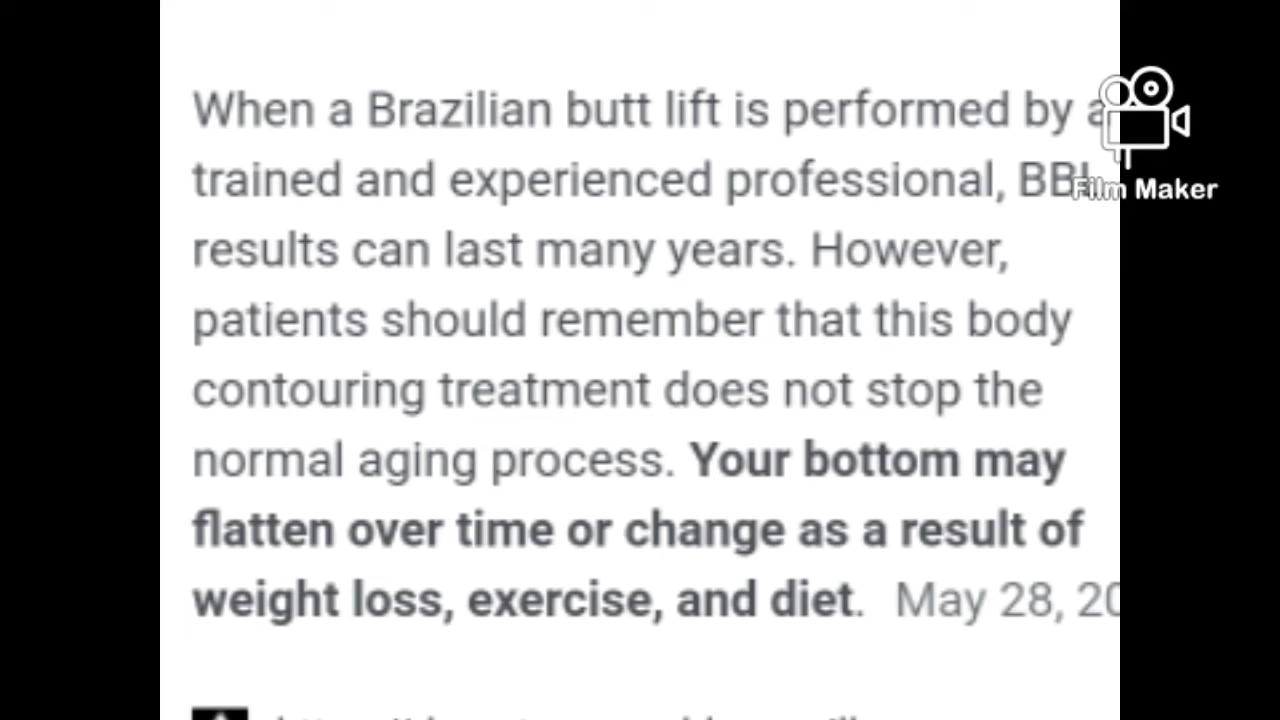 When a Brazilian butt lift is performed by a
trained and experienced professional, BBL
results can last many years. However,
patients should remember that this body
contouring treatment does not stop the
normal aging process. Your bottom may
flatten over time or change as a result of
weight loss, exercise, and diet. May 28, 20
Film Maker